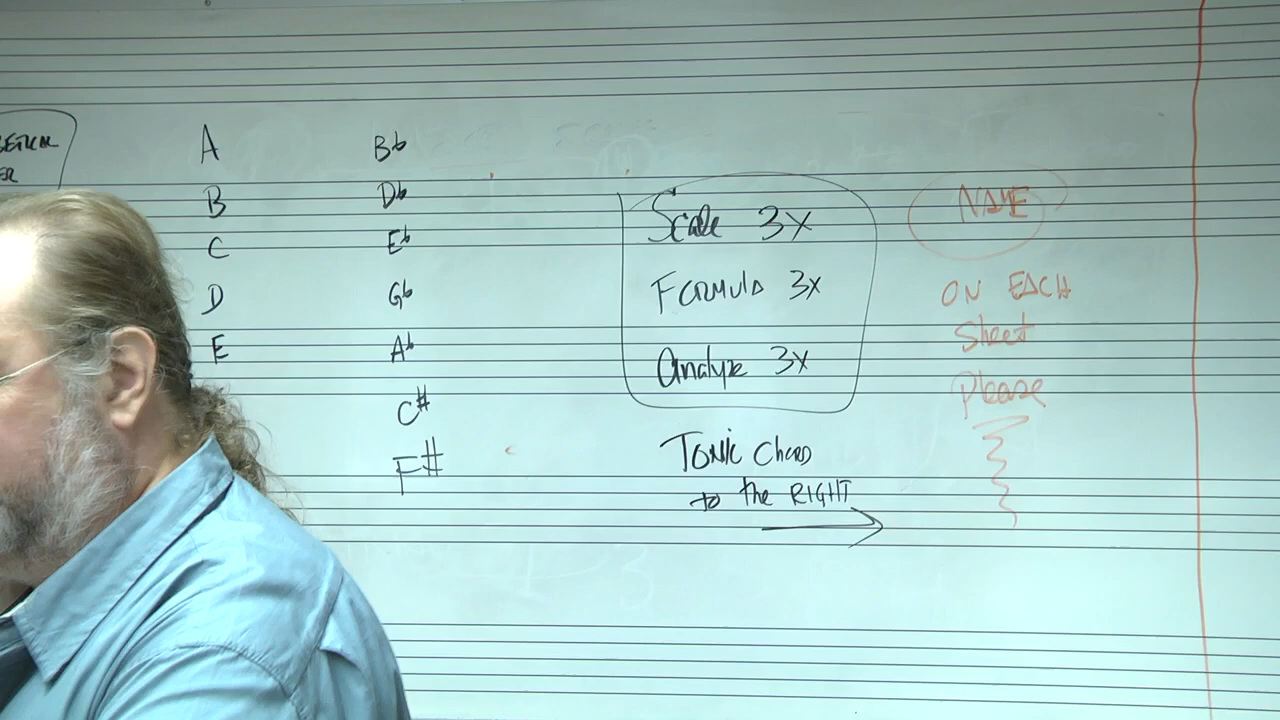 A
B
C
D
E
Bb
Db
Eb
Gb
Ab
C#
F#
Scale 3x
FORMULA 3x
Analyze 3x
TONIC CHORD
to the RIGHT
NAME
ON EACH
Sheet
Please